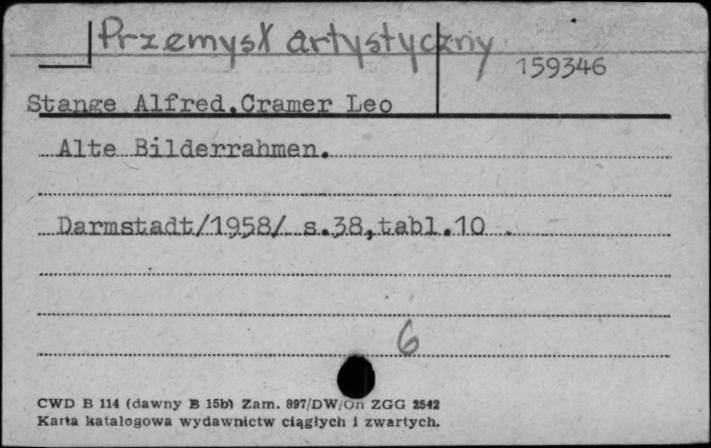 Przemysł artystyczny
159346
Stange Alfred,Cramer Leo
Alte Bilderrahmen.
Darmstadt/1958/ s.38,tabl.10 .
6
CWD B 114 (dawny B 15b) Zam. 897/DW/On ZGG 2542
Karta katalogowa wydawnictw ciągłych i zwartych.